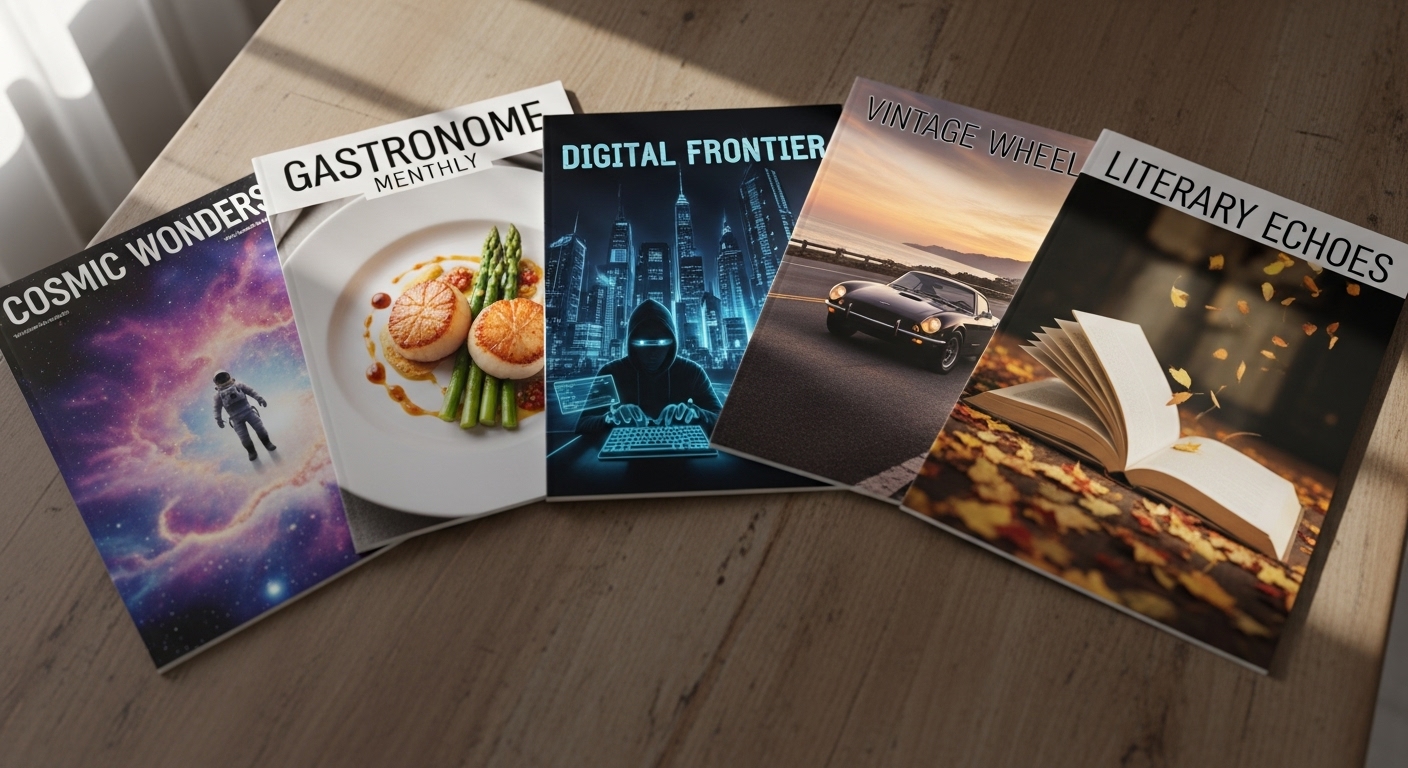 COSMIC WONDERS
GASTRONOME
MENTHLY
DIGITAL FRONTIER
VINTAGE WHEEL
LITERARY ECHOES